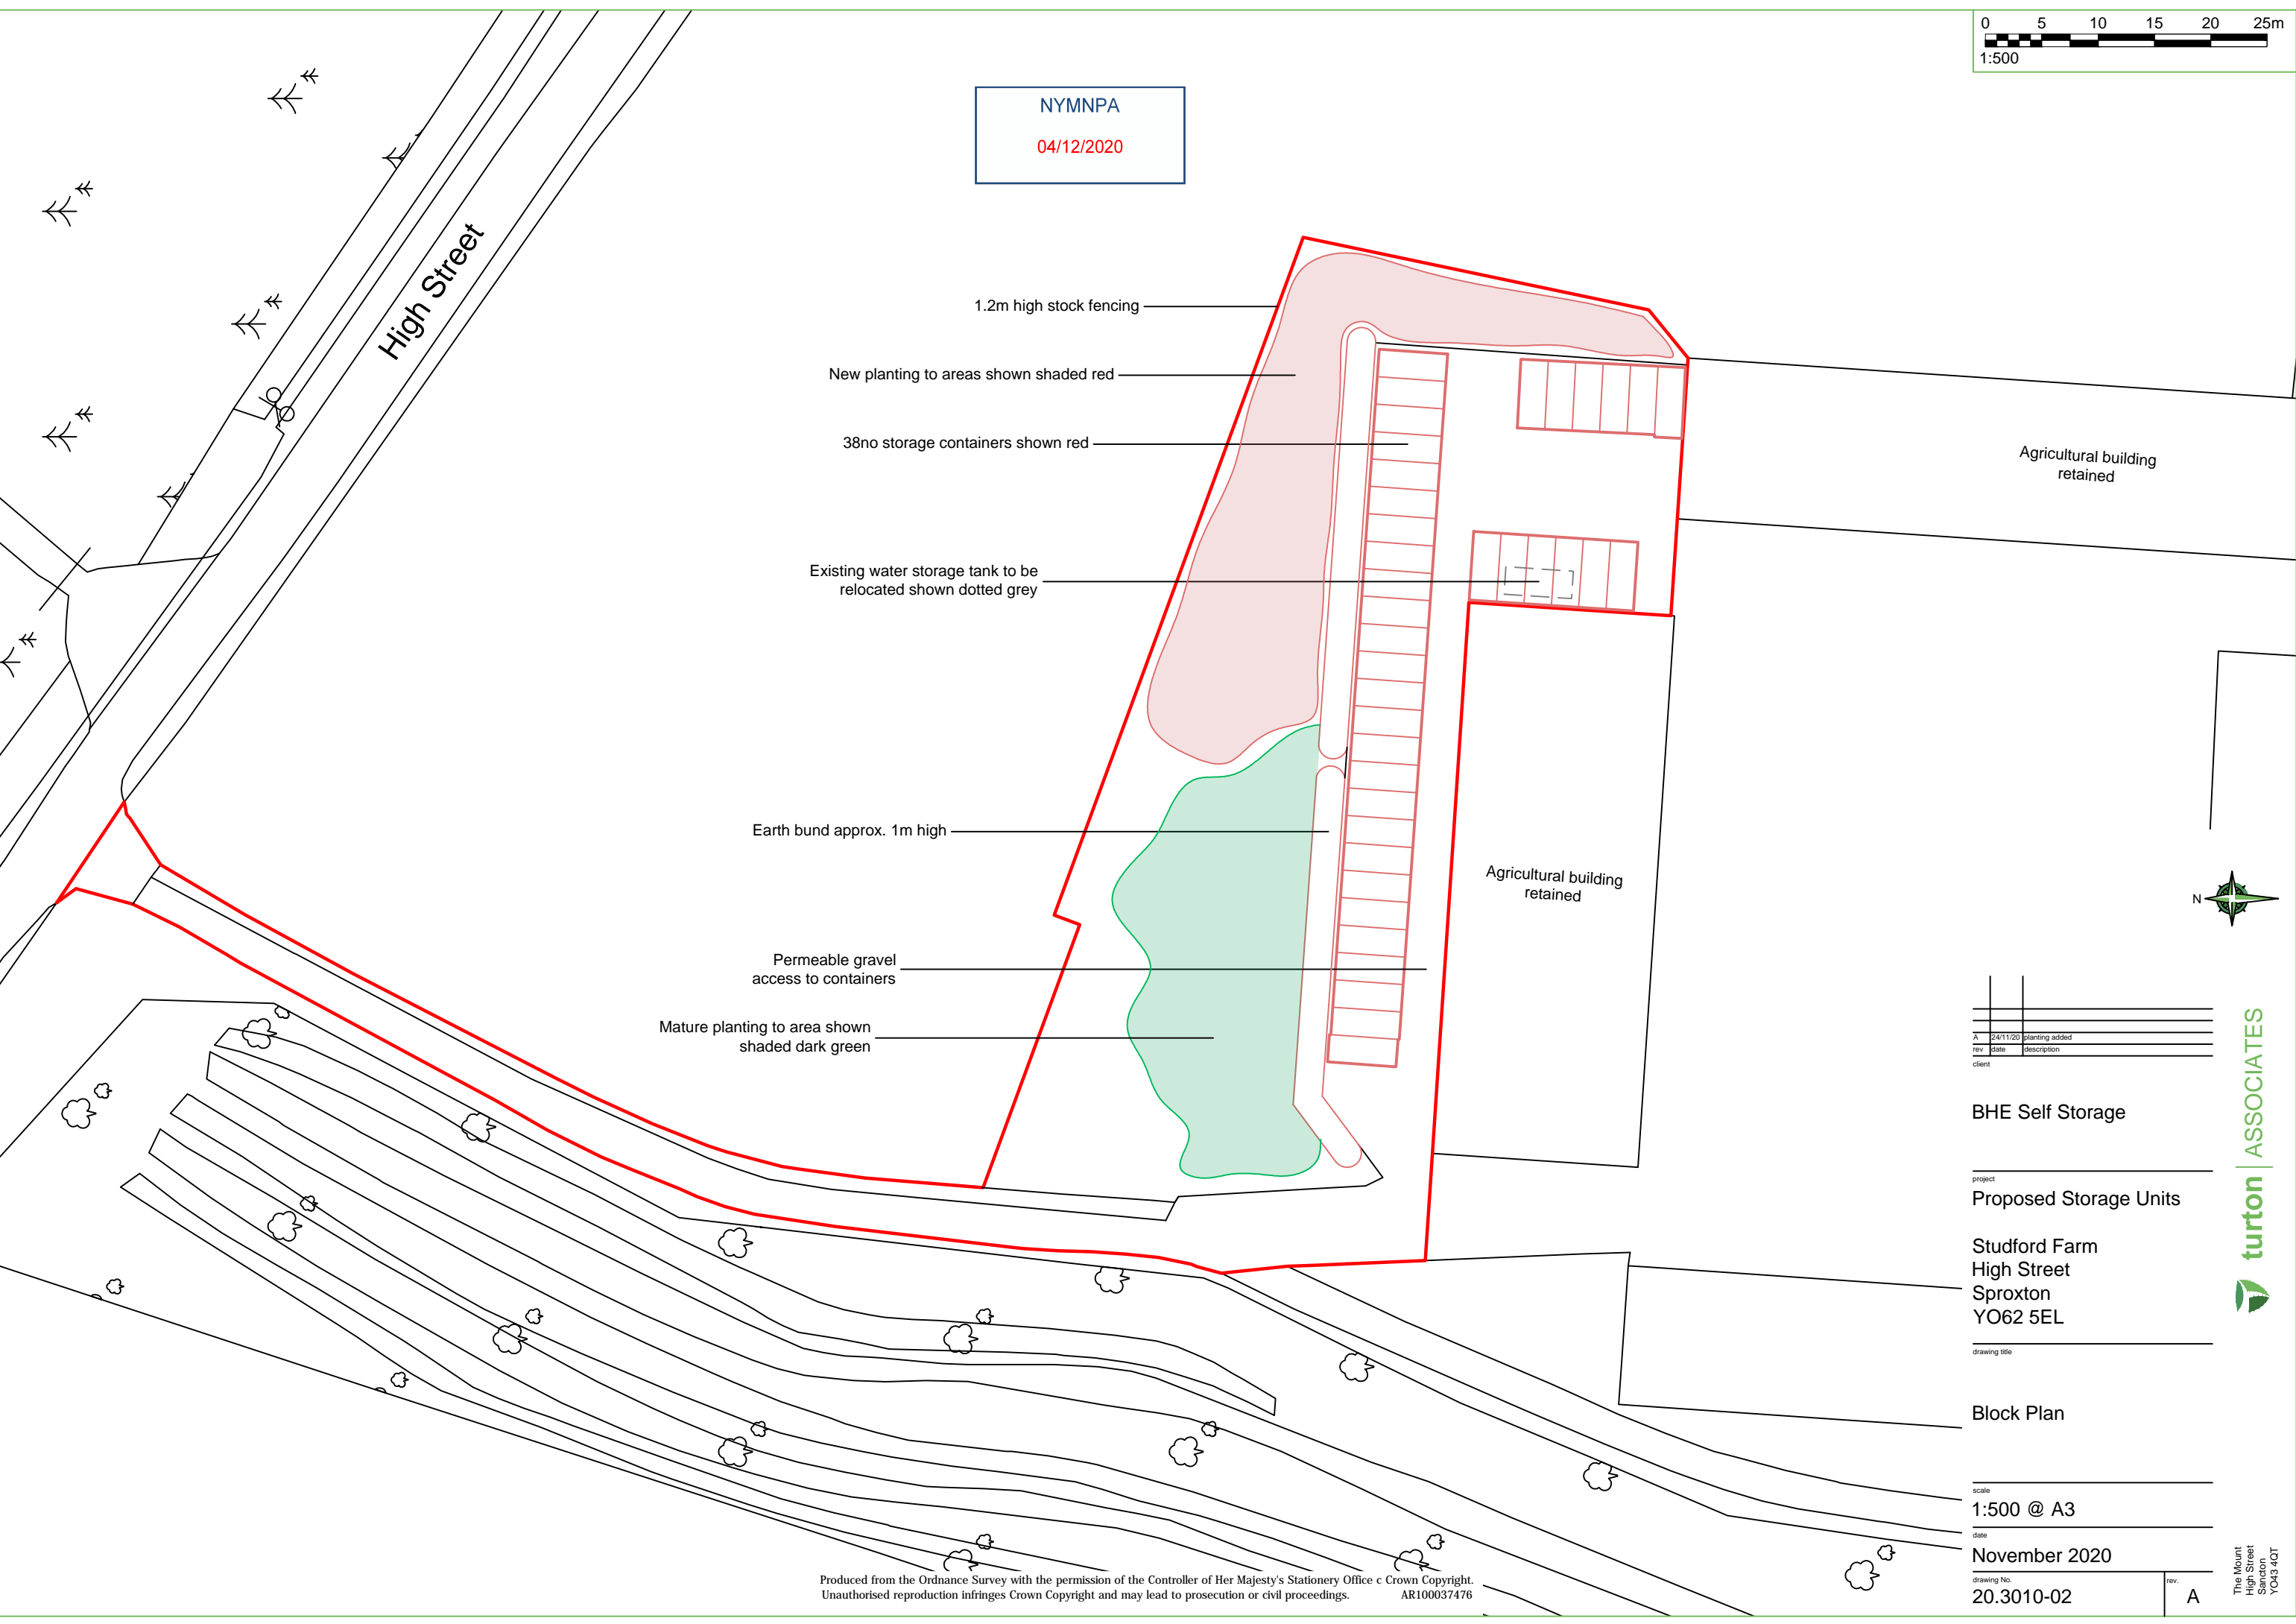 0 5 10 15 20 25m
1:500
NYMNPA
04/12/2020
High Street
1.2m high stock fencing
New planting to areas shown shaded red
38no storage containers shown red
Existing water storage tank to be
relocated shown dotted grey
Earth bund approx. 1m high
Permeable gravel
access to containers
Mature planting to area shown
shaded dark green
Agricultural building
retained
Agricultural building
retained
N
A 24/11/20 planting added
rev date description
client
BHE Self Storage
project
Proposed Storage Units
Studford Farm
High Street
Sproxton
YO62 5EL
drawing title
Block Plan
scale
1:500 @ A3
date
November 2020
drawing No.
20.3010-02
rev.
A
turton | ASSOCIATES
The Mount
High Street
Sancton
YO43 4QT
Produced from the Ordnance Survey with the permission of the Controller of Her Majesty's Stationery Office c Crown Copyright.
Unauthorised reproduction infringes Crown Copyright and may lead to prosecution or civil proceedings. AR100037476